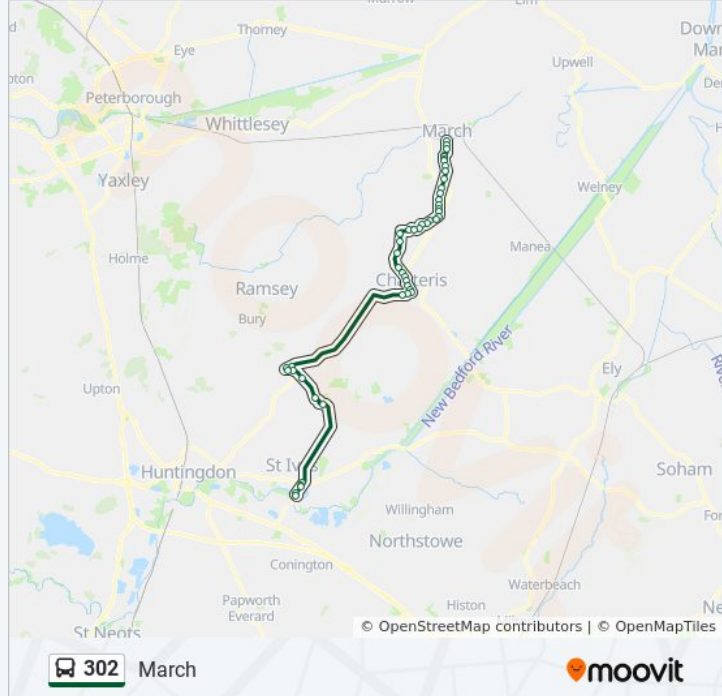 Thorney
Eye
Upwell
Peterborough
Whittlesey
March
Yaxley
Welney
Manea
Holme
Chatteris
Ramsey
Bury
New Bedford River
Upton
Ely
St Ives
Huntingdon
Soham
Willingham
Northstowe
Conington
Waterbeach
Papworth
Everard
Histon
St Neots
© OpenStreetMap contributors | © OpenMapTiles
302 March
moovit